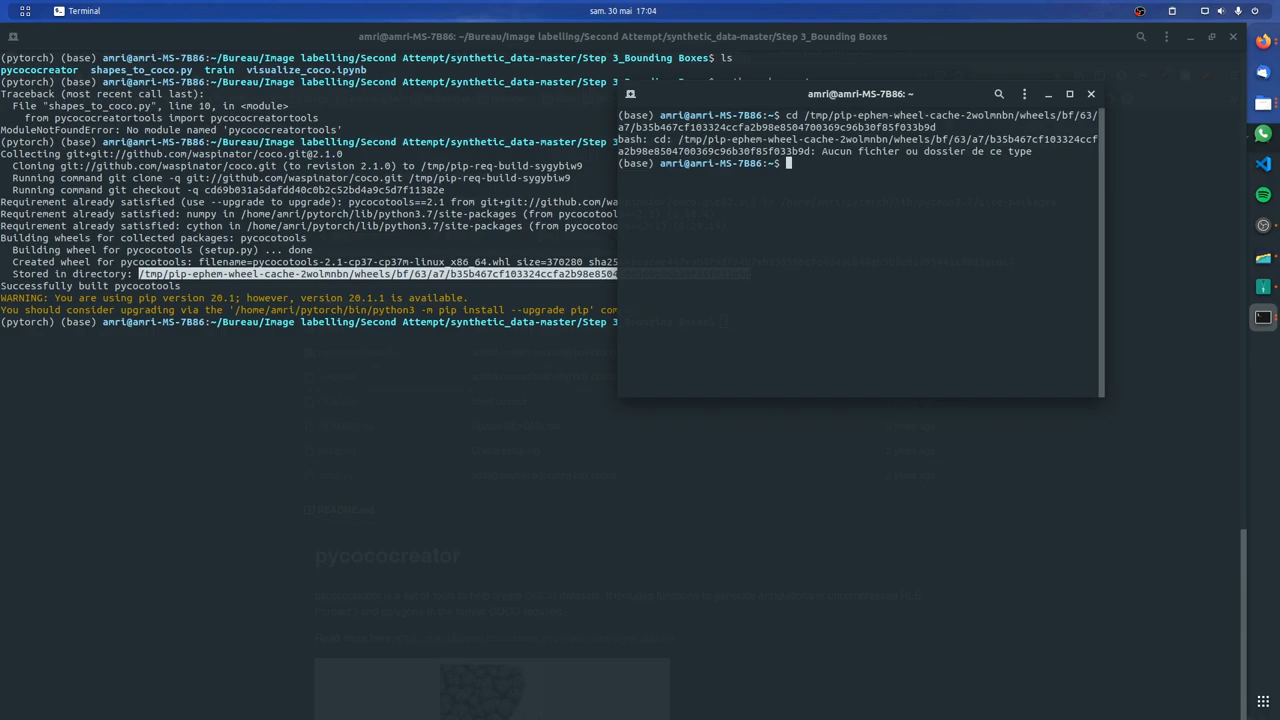 Terminal
sam. 30 mai 17:04
amri@amri-MS-7B86:~/Bureau/Image labelling/Second Attempt/synthetic_data-master/Step 3_Bounding Boxes
(pytorch) (base) amri@amri-MS-7B86:~/Bureau/Image labelling/Second Attempt/synthetic_data-master/Step 3_Bounding Boxes$ ls
pycococreator shapes_to_coco.py train visualize_coco.ipynb
(pytorch) (base) amri@amri-MS-7B86:~/Bureau/Image labelling/Second Attempt/synthetic_data-master/Step 3_Bounding Boxes$
Traceback (most recent call last):
File "shapes_to_coco.py", line 10, in <module>
from pycococreatortools import pycococreatortools
ModuleNotFoundError: No module named 'pycococreatortools'
(pytorch) (base) amri@amri-MS-7B86:~/Bureau/Image labelling/Second Attempt/synthetic_data-master/Step 3
Collecting git+git://github.com/waspinator/coco.git@2.1.0
Cloning git://github.com/waspinator/coco.git (to revision 2.1.0) to /tmp/pip-req-build-sygybiw9
Running command git clone -q git://github.com/waspinator/coco.git /tmp/pip-req-build-sygybiw9
Running command git checkout -q cd69b031a5dafdd40c0b2c52bd4a9c5d7f11382e
Requirement already satisfied (use --upgrade to upgrade): pycocotools==2.1 from git+git://github.com/wa
Requirement already satisfied: numpy in /home/amri/pytorch/lib/python3.7/site-packages (from pycocotoo
Requirement already satisfied: cython in /home/amri/pytorch/lib/python3.7/site-packages (from pycocoto
Building wheels for collected packages: pycocotools
Building wheel for pycocotools (setup.py) ... done
Created wheel for pycocotools: filename=pycocotools-2.1-cp37-cp37m-linux_x86_64.whl size=370280 sha25
Stored in directory: /tmp/pip-ephem-wheel-cache-2wolmnbn/wheels/bf/63/a7/b35b467cf103324ccfa2b98e8504
Successfully built pycocotools
WARNING: You are using pip version 20.1; however, version 20.1.1 is available.
You should consider upgrading via the '/home/amri/pytorch/bin/python3 -m pip install --upgrade pip' com
(pytorch) (base) amri@amri-MS-7B86:~/Bureau/Image labelling/Second Attempt/synthetic_data-master/Step 3_Bounding Boxes$
amri@amri-MS-7B86: ~
(base) amri@amri-MS-7B86:~$ cd /tmp/pip-ephem-wheel-cache-2wolmnbn/wheels/bf/63/
a7/b35b467cf103324ccfa2b98e8504700369c96b30f85f033b9d
bash: cd: /tmp/pip-ephem-wheel-cache-2wolmnbn/wheels/bf/63/a7/b35b467cf103324ccf
a2b98e8504700369c96b30f85f033b9d: Aucun fichier ou dossier de ce type
(base) amri@amri-MS-7B86:~$
README.md
pycococreator